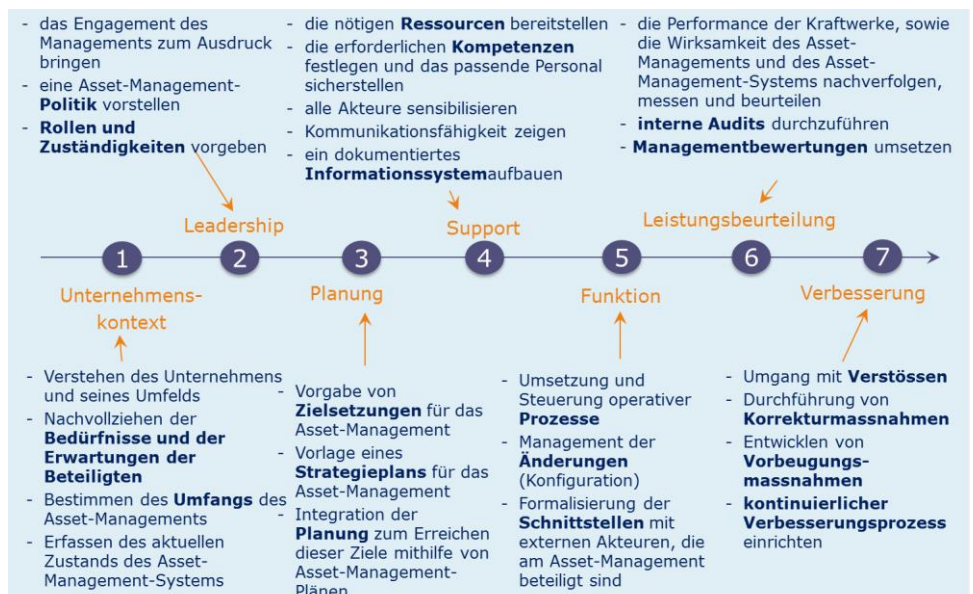 - das Engagement des
Managements zum Ausdruck
bringen
- eine Asset-Management-
Politik vorstellen
- Rollen und
Zuständigkeiten vorgeben
- die nötigen Ressourcen bereitstellen
- die erforderlichen Kompetenzen
festlegen und das passende Personal
sicherstellen
- alle Akteure sensibilisieren
- Kommunikationsfähigkeit zeigen
- ein dokumentiertes
Informationssystemaufbauen
- die Performance der Kraftwerke, sowie
die Wirksamkeit des Asset-
Managements und des Asset-
Management-Systems nachverfolgen,
messen und beurteilen
- interne Audits durchzuführen
- Managementbewertungen umsetzen
Leadership
Support
Leistungsbeurteilung
1
2
3
4
5
6
7
Unternehmens-
kontext
Planung
Funktion
Verbesserung
- Verstehen des Unternehmens
und seines Umfelds
- Nachvollziehen der
Bedürfnisse und der
Erwartungen der
Beteiligten
- Bestimmen des Umfangs des
Asset-Managements
- Erfassen des aktuellen
Zustands des Asset-
Management-Systems
- Vorgabe von
Zielsetzungen für das
Asset-Management
- Vorlage eines
Strategieplans für das
Asset-Management
- Integration der
Planung zum Erreichen
dieser Ziele mithilfe von
Asset-Management-
Plänen
- Umsetzung und
Steuerung operativer
Prozesse
- Management der
Änderungen
(Konfiguration)
- Formalisierung der
Schnittstellen mit
externen Akteuren, die
am Asset-Management
beteiligt sind
- Umgang mit Verstössen
- Durchführung von
Korrekturmassnahmen
- Entwicklen von
Vorbeugungs-
massnahmen
- kontinuierlicher
Verbesserungsprozess
einrichten